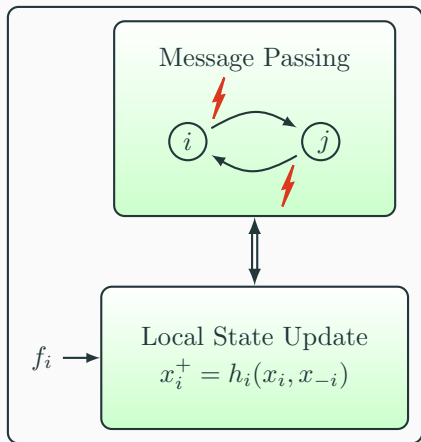 Message Passing
i
j
Local State Update
f_i
x_i^+ = h_i(x_i, x_{-i})